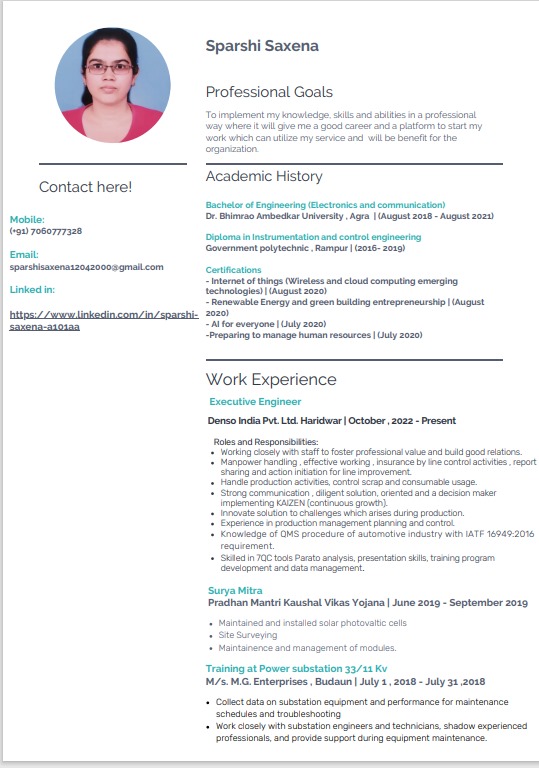 Sparshi Saxena
Professional Goals
To implement my knowledge, skills and abilities in a professional
way where it will give me a good career and a platform to start my
work which can utilize my service and will be benefit for the
organization.
Contact here!
Mobile:
(+91) 7060777328
Email:
sparshisaxena12042000@gmail.com
Linked in:
https://www.linkedin.com/in/sparshi-
saxena-a101aa
Academic History
Bachelor of Engineering (Electronics and communication)
Dr. Bhimrao Ambedkar University , Agra | (August 2018 - August 2021)
Diploma in Instrumentation and control engineering
Government polytechnic , Rampur | (2016- 2019)
Certifications
- Internet of things (Wireless and cloud computing emerging
technologies) | (August 2020)
- Renewable Energy and green building entrepreneurship | (August
2020)
- AI for everyone | (July 2020)
-Preparing to manage human resources | (July 2020)
Work Experience
Executive Engineer
Denso India Pvt. Ltd. Haridwar | October , 2022 - Present
Roles and Responsibilities:
• Working closely with staff to foster professional value and build good relations.
• Manpower handling , effective working , insurance by line control activities , report
sharing and action initiation for line improvement.
• Handle production activities, control scrap and consumable usage.
• Strong communication , diligent solution, oriented and a decision maker
implementing KAIZEN (continuous growth).
• Innovate solution to challenges which arises during production.
• Experience in production management planning and control.
• Knowledge of QMS procedure of automotive industry with IATF 16949:2016
requirement.
• Skilled in 7QC tools Parato analysis, presentation skills, training program
development and data management.
Surya Mitra
Pradhan Mantri Kaushal Vikas Yojana | June 2019 - September 2019
• Maintained and installed solar photovaltic cells
• Site Surveying
• Mainatinence and management of modules.
Training at Power substation 33/11 Kv
M/s. M.G. Enterprises , Budaun | July 1 , 2018 - July 31 ,2018
• Collect data on substation equipment and performance for maintenance
schedules and troubleshooting
• Work closely with substation engineers and technicians, shadow experienced
professionals, and provide support during equipment maintenance.